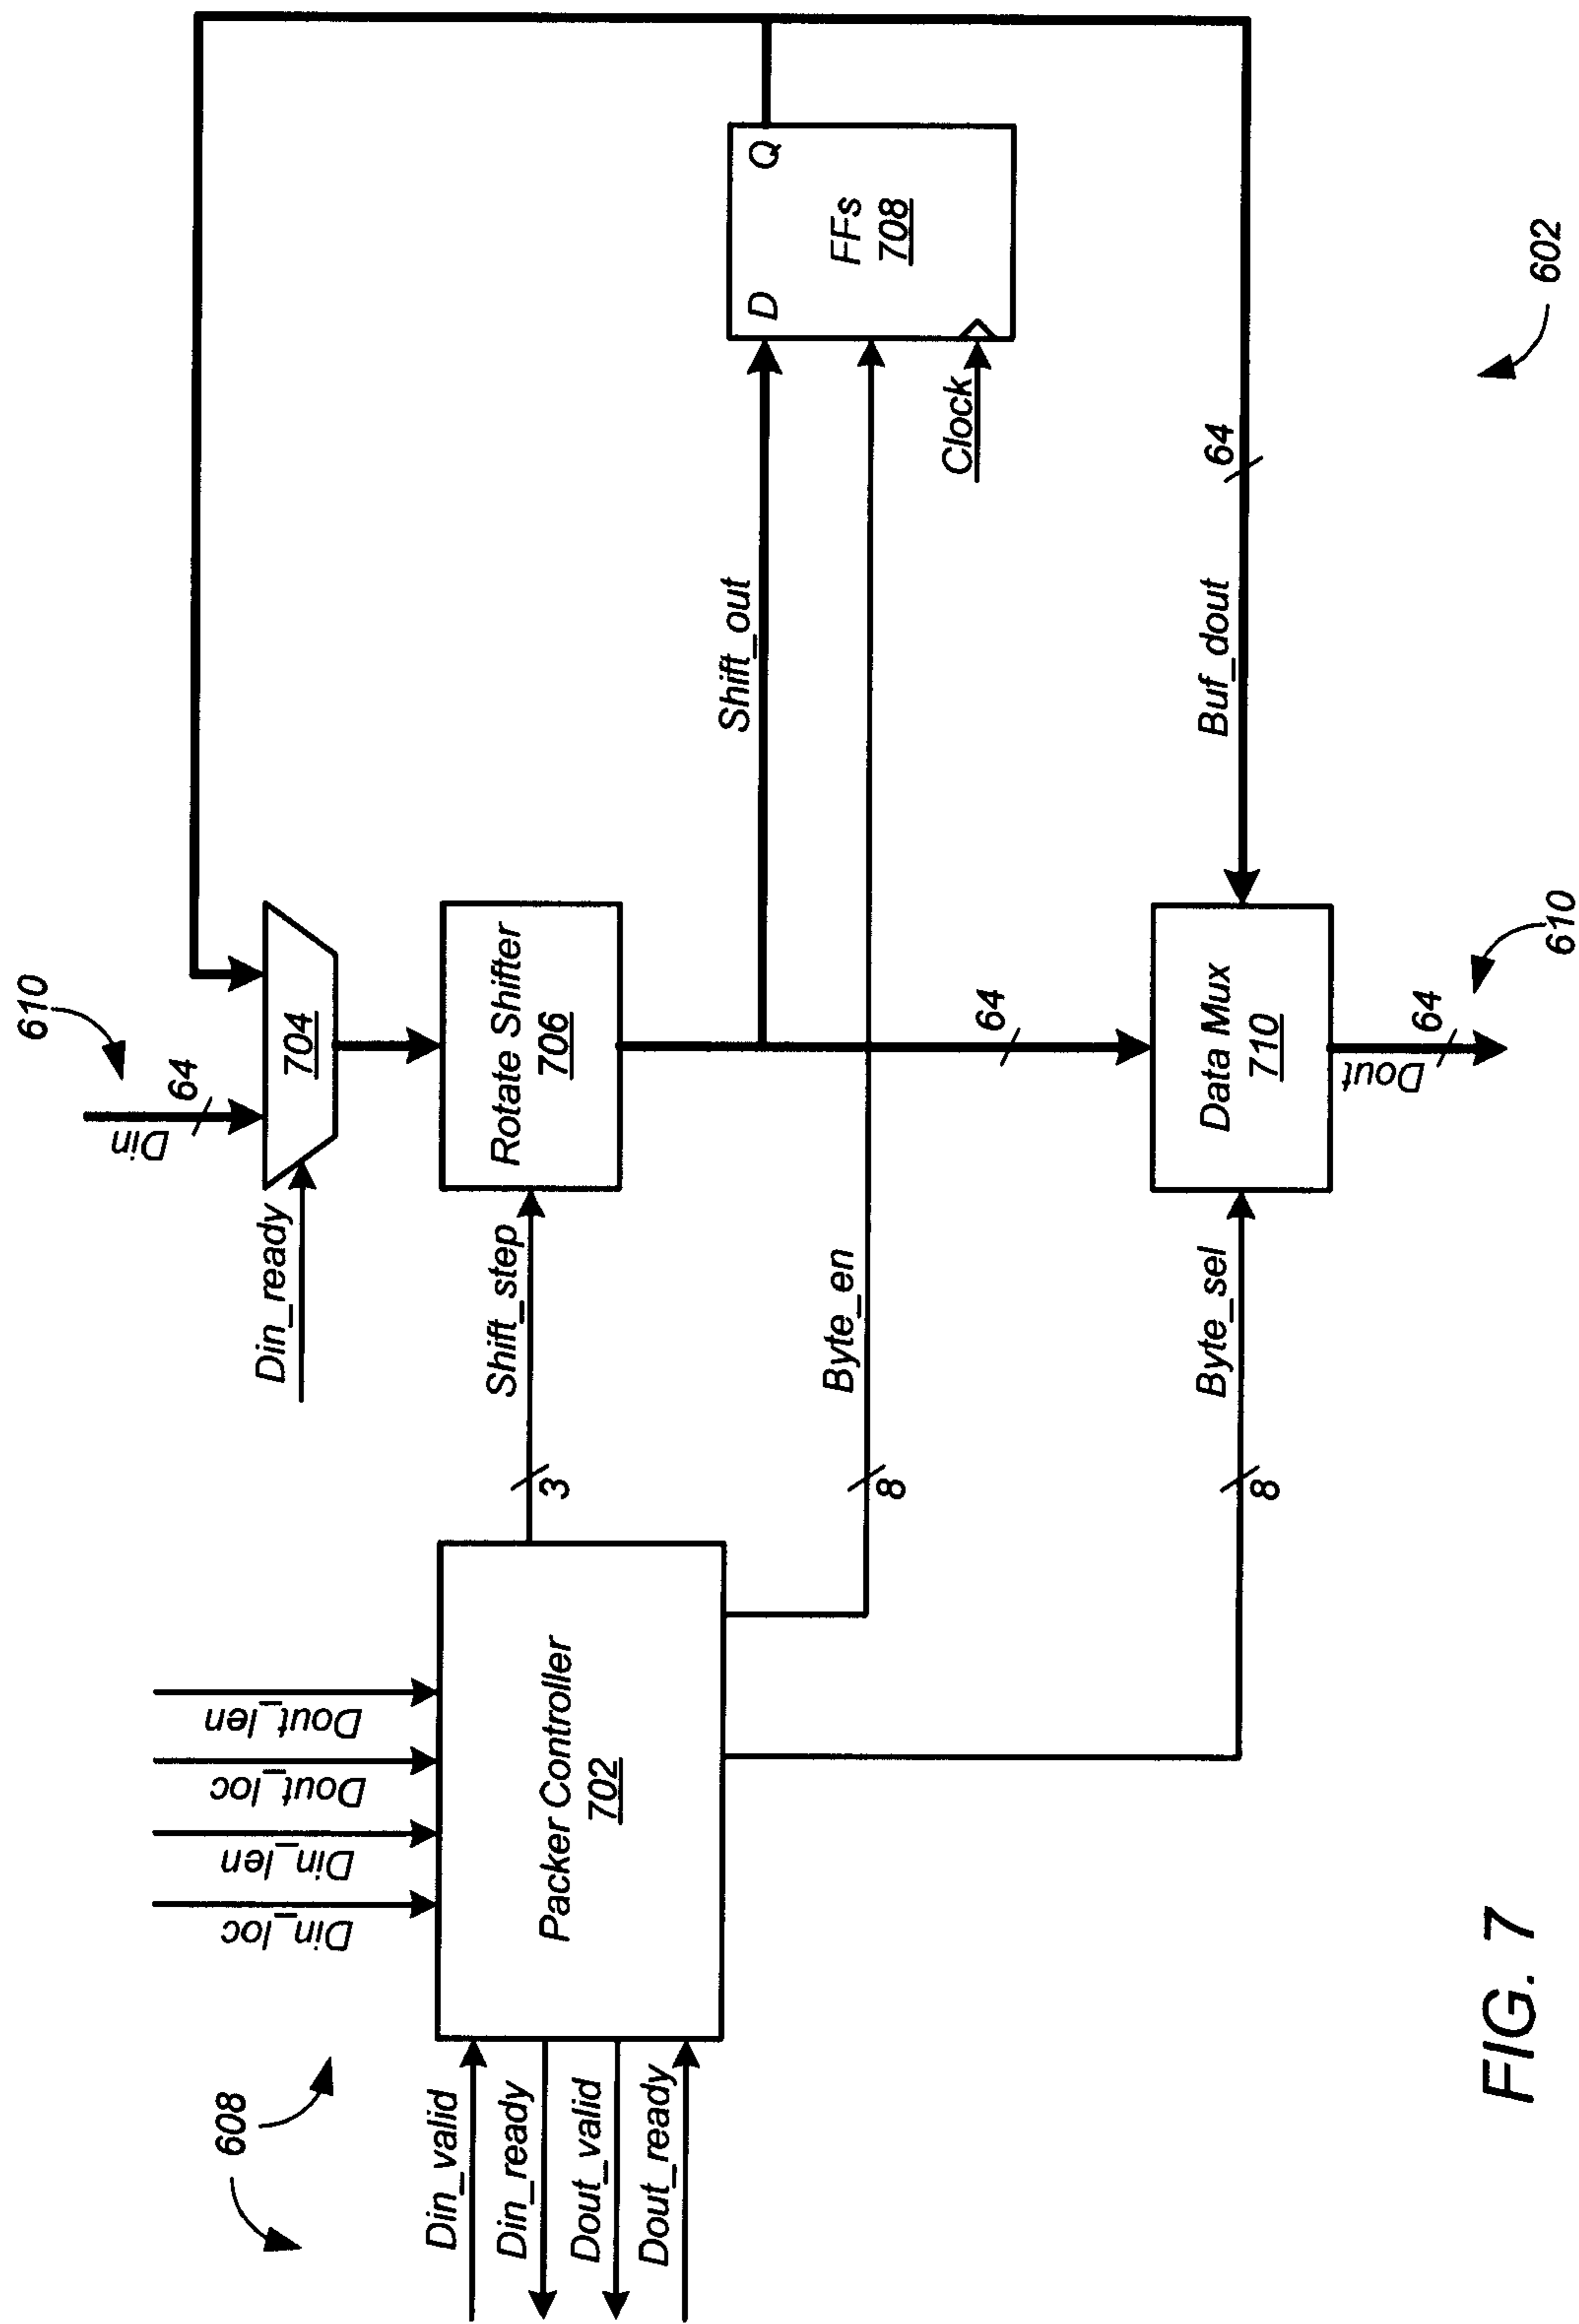 608
Din_valid
Din_ready
Dout_valid
Dout_ready
Din_loc
Din_len
Dout_loc
Dout_len
Packer Controller
702
3
Shift_step
8
Byte_en
8
Byte_sel
Din_ready
Din
64
610
704
Rotate Shifter
706
64
Data Mux
710
Dout
64
610
Shift_out
Buf_dout
64
Clock
D
Q
FFs
708
602
FIG. 7